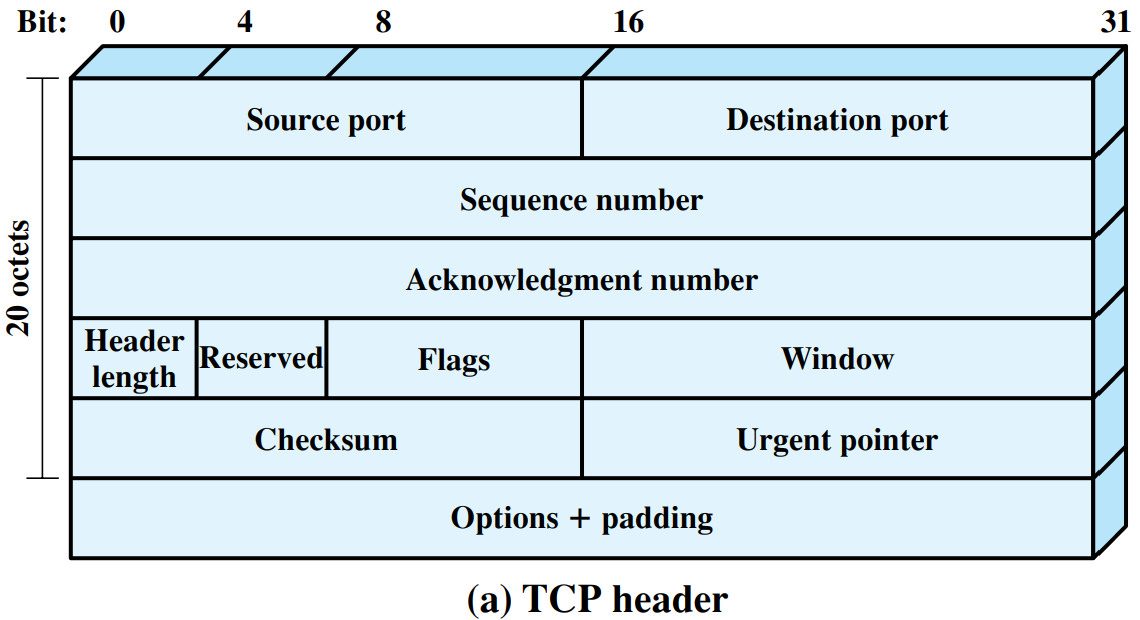 Bit: 0 4 8 16 31
Source port Destination port
Sequence number
Acknowledgment number
20 octets
Header
length
Reserved Flags Window
Checksum Urgent pointer
Options + padding
(a) TCP header